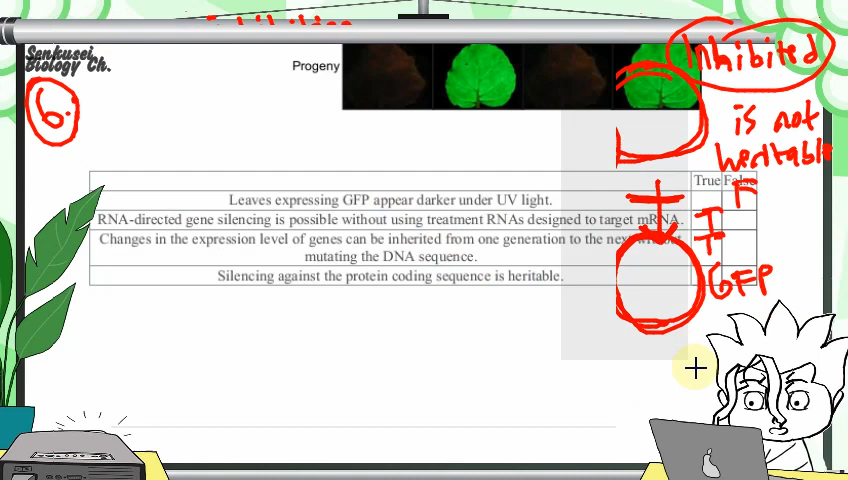 Senkusei
Biology Ch.
Progeny
Inhibited
6.
is not
heritable
True False
Leaves expressing GFP appear darker under UV light.
F
RNA-directed gene silencing is possible without using treatment RNAs designed to target mRNA.
T
Changes in the expression level of genes can be inherited from one generation to the next without
mutating the DNA sequence.
T
Silencing against the protein coding sequence is heritable.
GFP